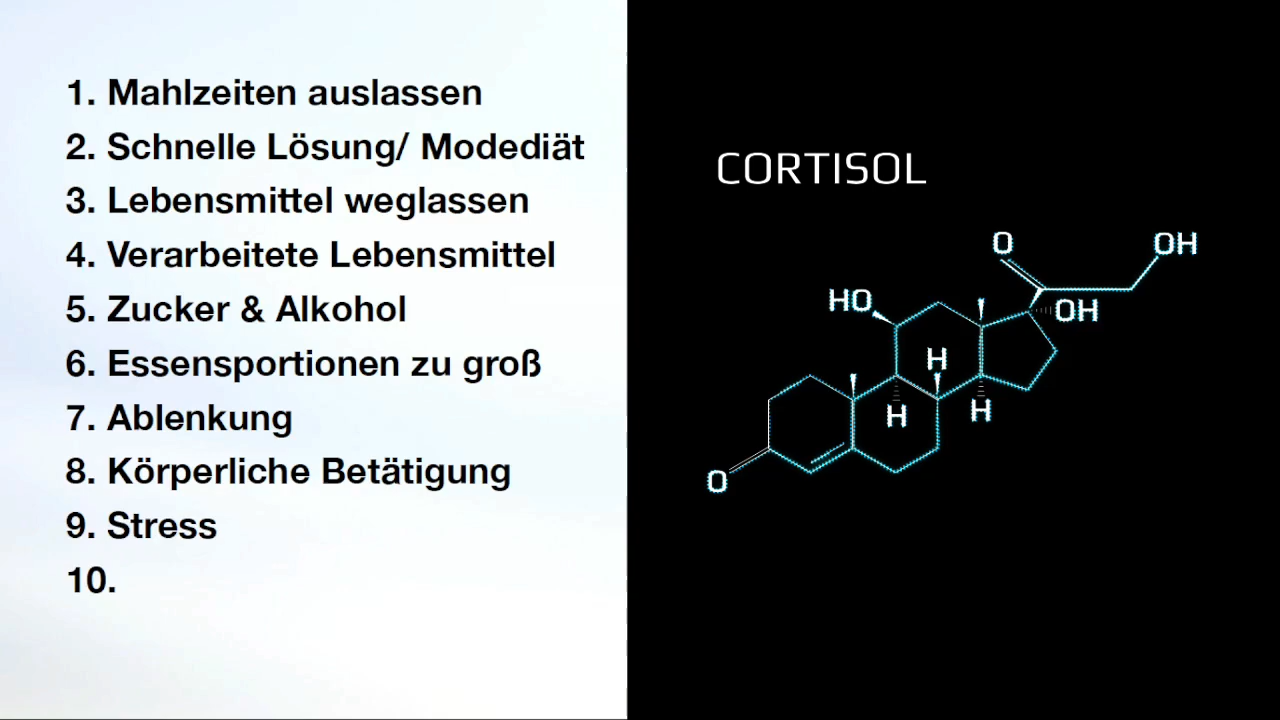 1. Mahlzeiten auslassen
2. Schnelle Lösung/ Modediät
3. Lebensmittel weglassen
4. Verarbeitete Lebensmittel
5. Zucker & Alkohol
6. Essensportionen zu groß
7. Ablenkung
8. Körperliche Betätigung
9. Stress
10.
CORTISOL
O
OH
HO
OH
H
H
H
O